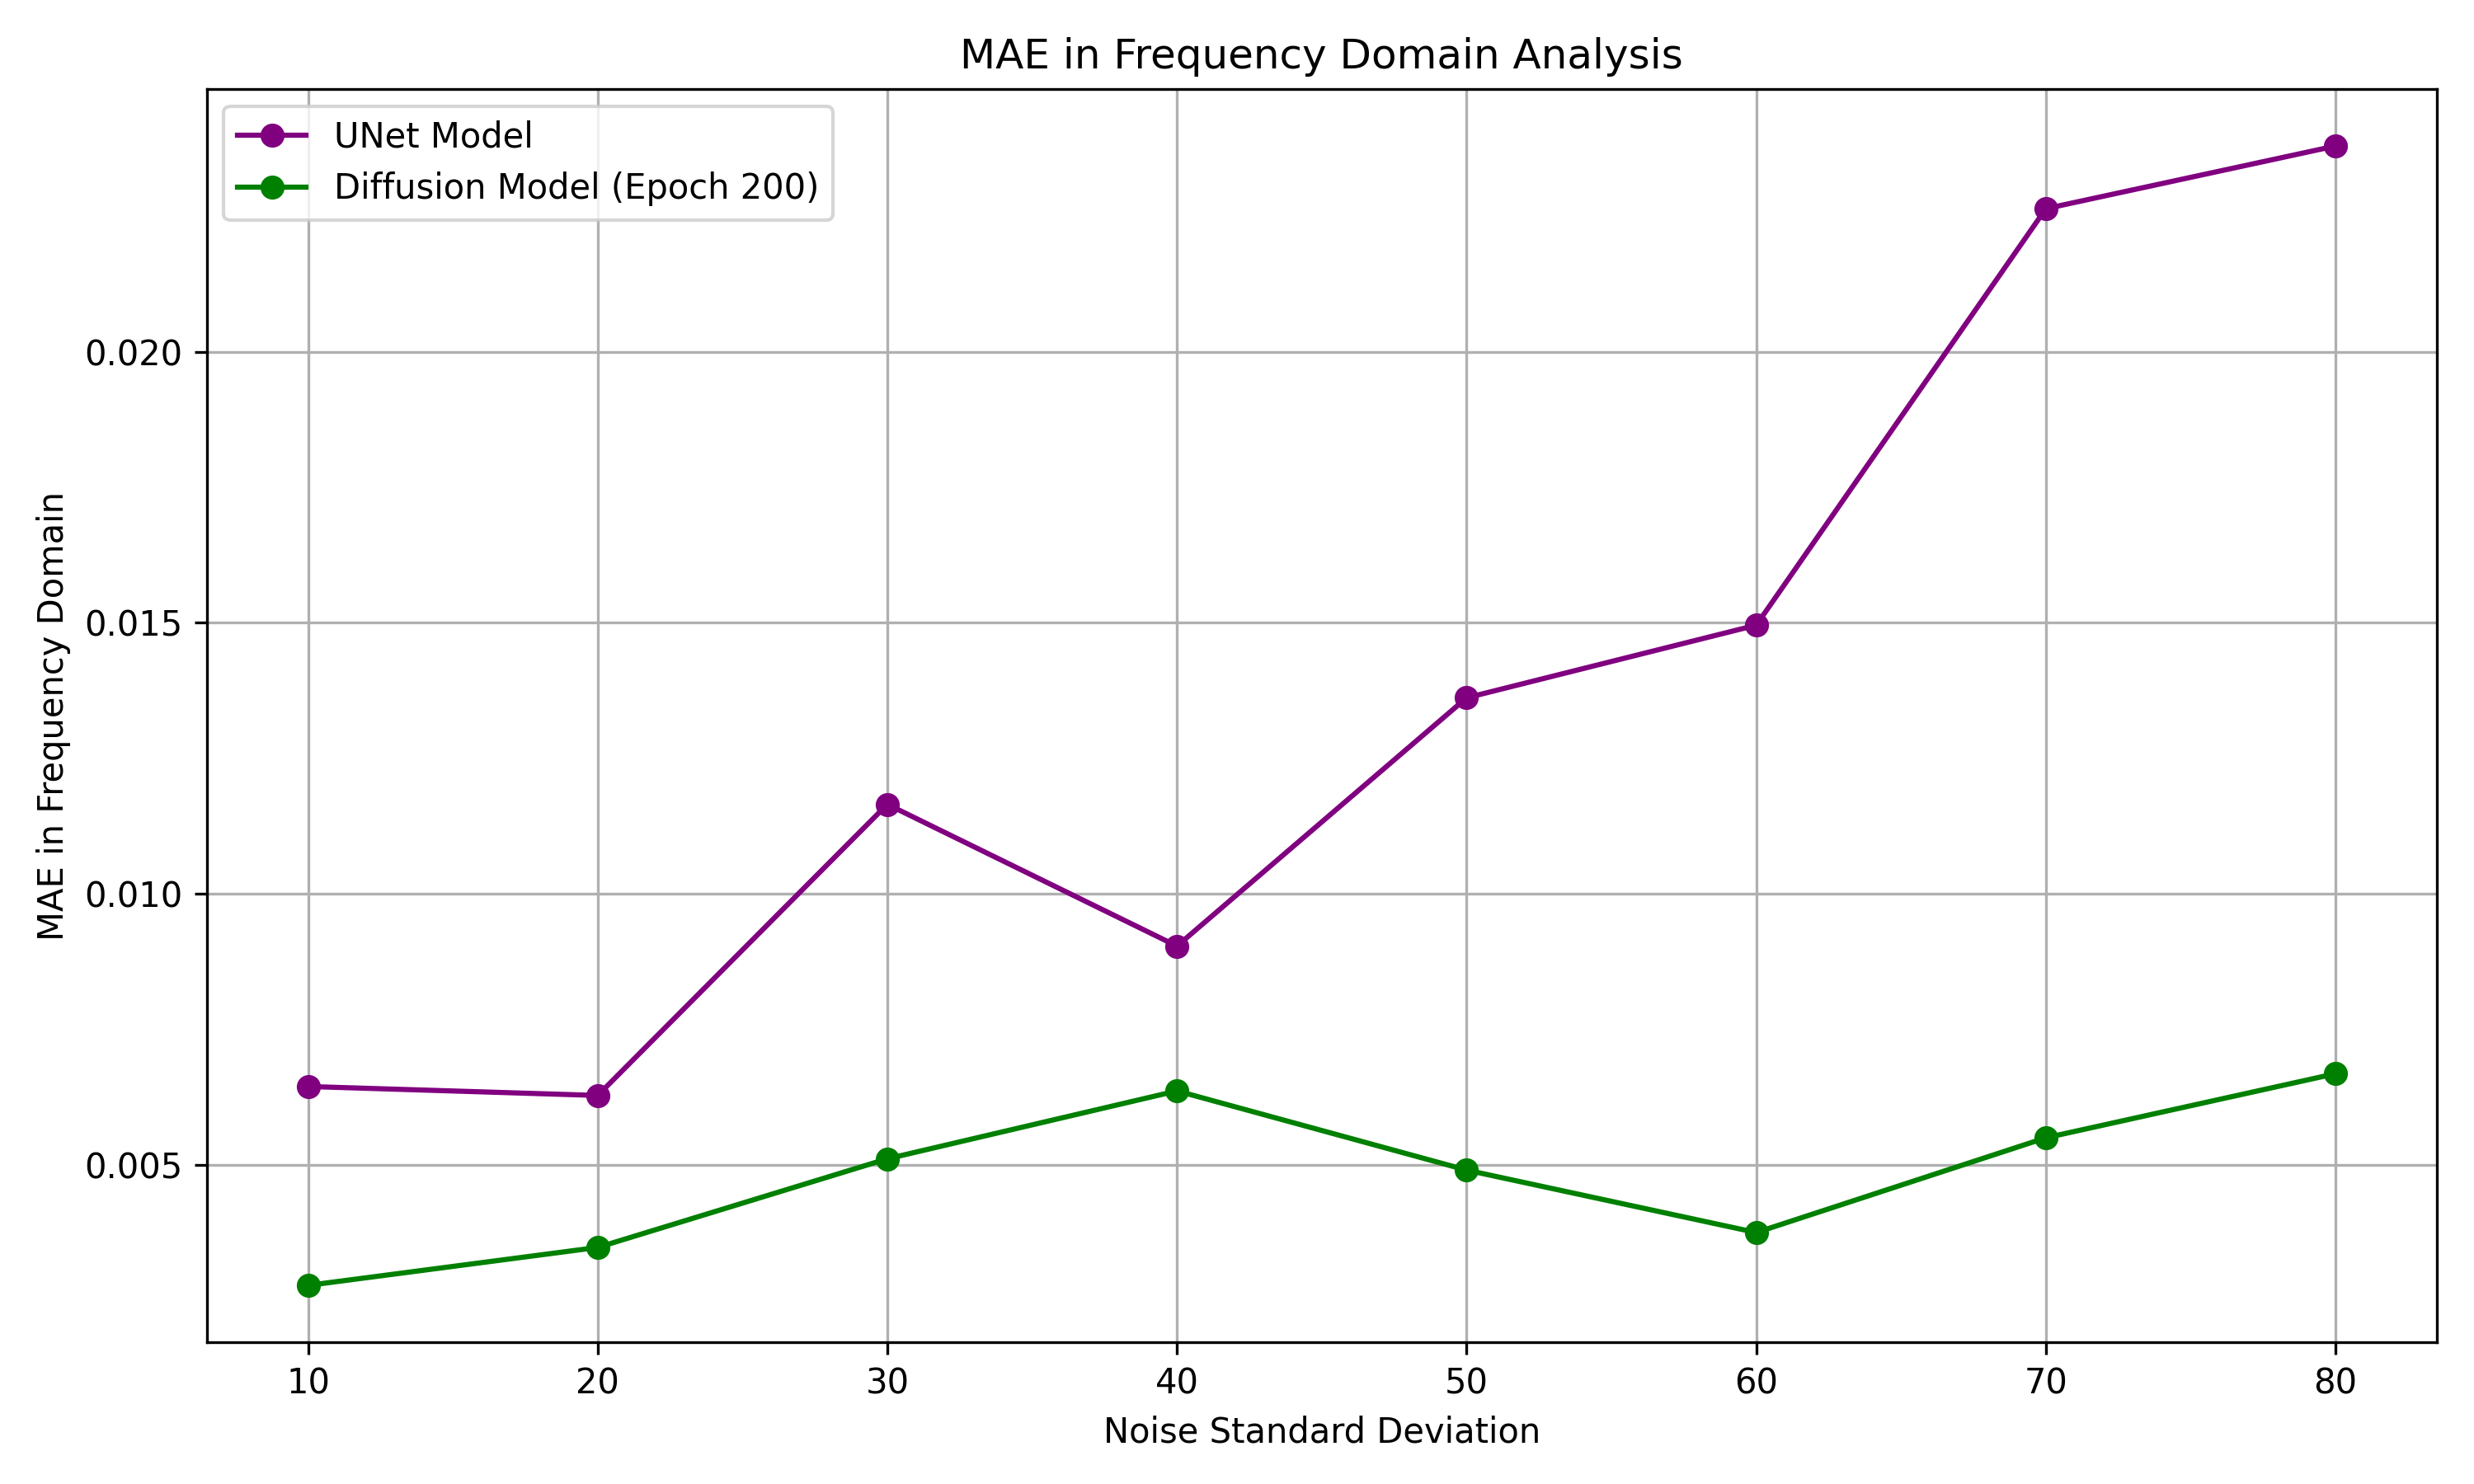 MAE in Frequency Domain Analysis
UNet Model
Diffusion Model (Epoch 200)
MAE in Frequency Domain
0.020
0.015
0.010
0.005
10 20 30 40 50 60 70 80
Noise Standard Deviation